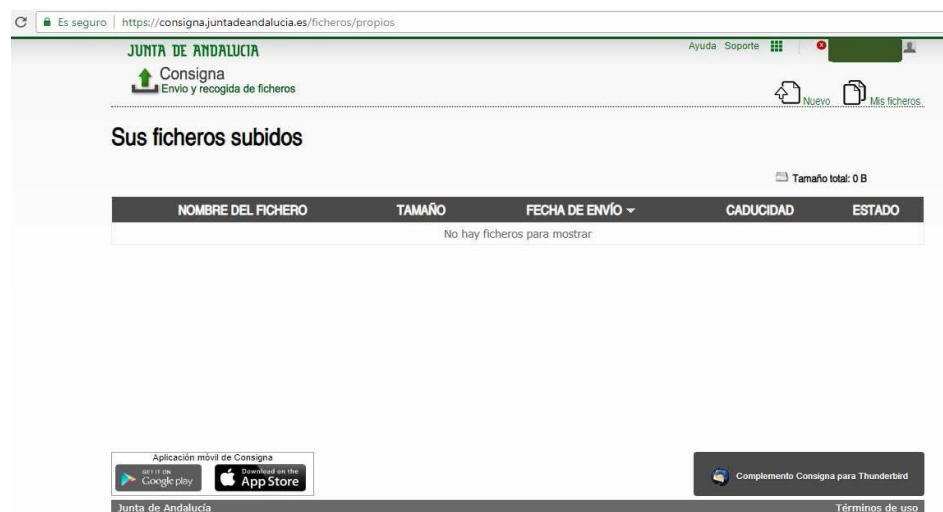 Es seguro | https://consigna.juntadeandalucia.es/ficheros/propios
JUNTA DE ANDALUCIA
Ayuda Soporte
Consigna
Envio y recogida de ficheros
Nuevo Mis ficheros
Sus ficheros subidos
Tamaño total: 0 B
NOMBRE DEL FICHERO TAMAÑO FECHA DE ENVÍO CADUCIDAD ESTADO
No hay ficheros para mostrar
Aplicación móvil de Consigna
GET IT ON
Google play
Download on the
App Store
Complemento Consigna para Thunderbird
Junta de Andalucía Términos de uso